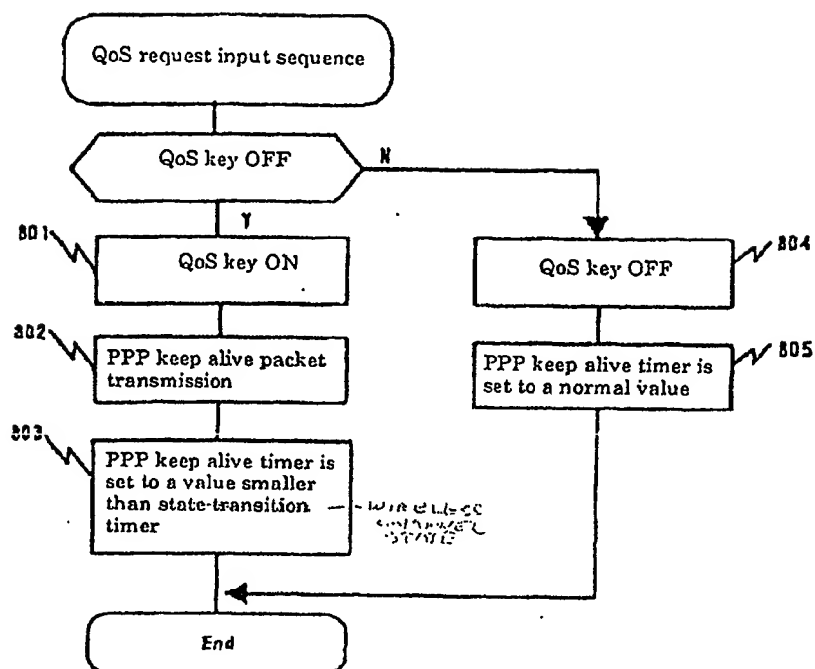 QoS request input sequence
QoS key OFF
N
Y
801
QoS key ON
802
PPP keep alive packet
transmission
803
PPP keep alive timer is
set to a value smaller
than state-transition
timer
WIRELESS
STATE
804
QoS key OFF
805
PPP keep alive timer is
set to a normal value
End